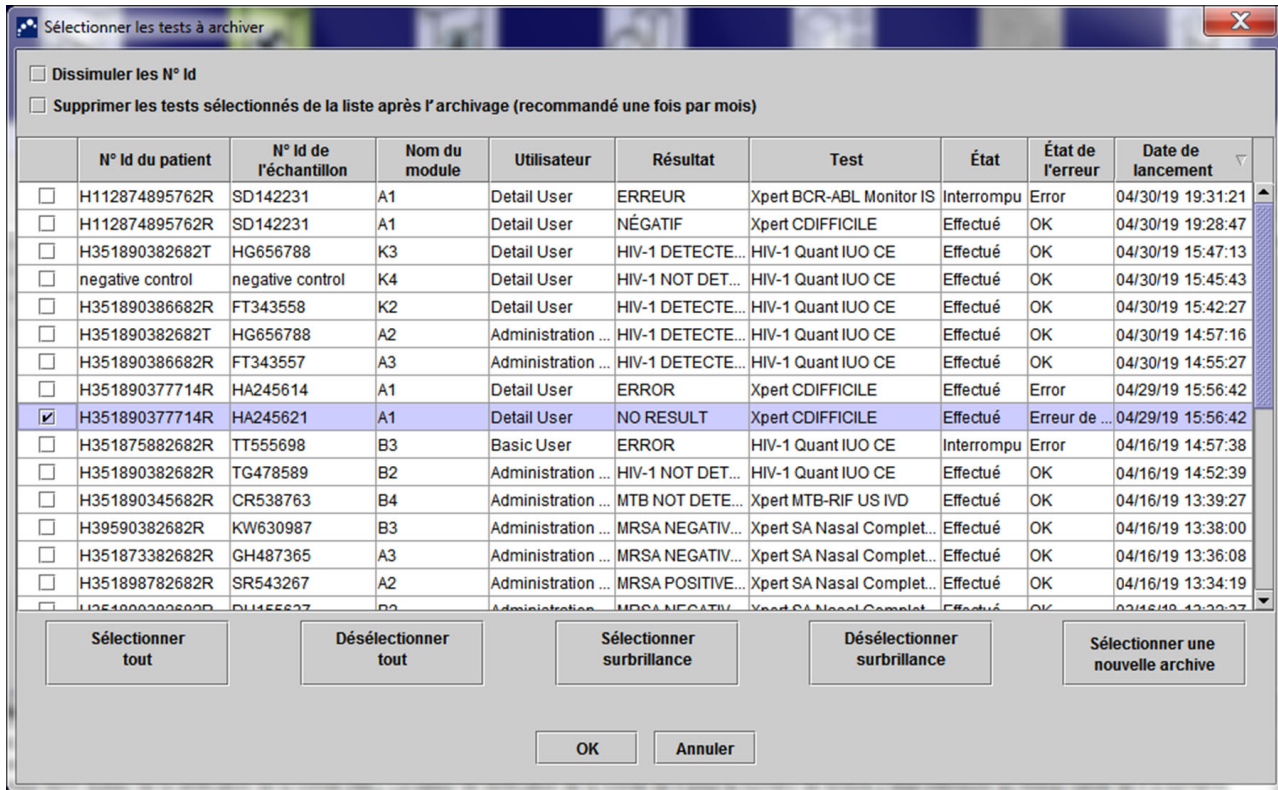 Sélectionner les tests à archiver
Dissimuler les N° Id
Supprimer les tests sélectionnés de la liste après l'archivage (recommandé une fois par mois)
N° Id du patient N° Id de l'échantillon Nom du module Utilisateur Résultat Test État État de l'erreur Date de lancement
H112874895762R SD142231 A1 Detail User ERREUR Xpert BCR-ABL Monitor IS Interrompu Error 04/30/19 19:31:21
H112874895762R SD142231 A1 Detail User NÉGATIF Xpert CDIFFICILE Effectué OK 04/30/19 19:28:47
H351890382682T HG656788 K3 Detail User HIV-1 DETECTE... HIV-1 Quant IUO CE Effectué OK 04/30/19 15:47:13
negative control negative control K4 Detail User HIV-1 NOT DET... HIV-1 Quant IUO CE Effectué OK 04/30/19 15:45:43
H351890386682R FT343558 K2 Detail User HIV-1 DETECTE... HIV-1 Quant IUO CE Effectué OK 04/30/19 15:42:27
H351890382682T HG656788 A2 Administration ... HIV-1 DETECTE... HIV-1 Quant IUO CE Effectué OK 04/30/19 14:57:16
H351890386682R FT343557 A3 Administration ... HIV-1 DETECTE... HIV-1 Quant IUO CE Effectué OK 04/30/19 14:55:27
H351890377714R HA245614 A1 Detail User ERROR Xpert CDIFFICILE Effectué Error 04/29/19 15:56:42
H351890377714R HA245621 A1 Detail User NO RESULT Xpert CDIFFICILE Effectué Erreur de ... 04/29/19 15:56:42
H351875882682R TT555698 B3 Basic User ERROR HIV-1 Quant IUO CE Interrompu Error 04/16/19 14:57:38
H351890382682R TG478589 B2 Administration ... HIV-1 NOT DET... HIV-1 Quant IUO CE Effectué OK 04/16/19 14:52:39
H351890345682R CR538763 B4 Administration ... MTB NOT DETE... Xpert MTB-RIF US IVD Effectué OK 04/16/19 13:39:27
H39590382682R KW630987 B3 Administration ... MRSA NEGATIV... Xpert SA Nasal Complet... Effectué OK 04/16/19 13:38:00
H351873382682R GH487365 A3 Administration ... MRSA NEGATIV... Xpert SA Nasal Complet... Effectué OK 04/16/19 13:36:08
H351898782682R SR543267 A2 Administration ... MRSA POSITIVE... Xpert SA Nasal Complet... Effectué OK 04/16/19 13:34:19
Administration ... MRSA NEGATIV... Xpert SA Nasal Complet... Effectué OK
Sélectionner tout
Désélectionner tout
Sélectionner surbrillance
Désélectionner surbrillance
Sélectionner une nouvelle archive
OK Annuler